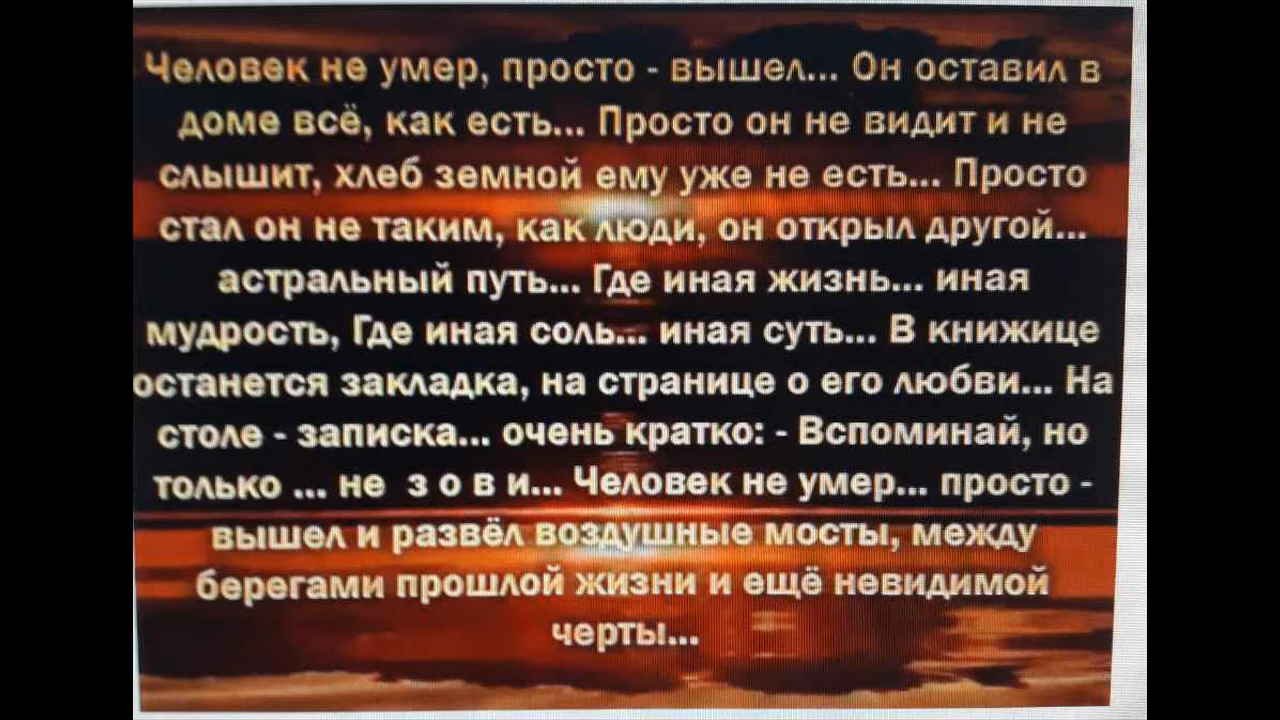 Человек не умер, просто - вышел... Он оставил в
доме всё, как есть... Просто он не видит и не
слышит, хлеб земной ему уже не есть... Просто
стал он не таким, как люди, он открыл другой...
астральный путь... Где иная жизнь... иная
мудрость, Где иная соль... иная суть... В книжице
останется закладка, на странице о его любви... На
столе - записка... очень кратко: - Вспоминай, но
только ... не  з о в и... Человек не умер... просто -
вышел и развёл воздушные мосты, между
берегами прошлой жизни и ещё невидимой
черты...